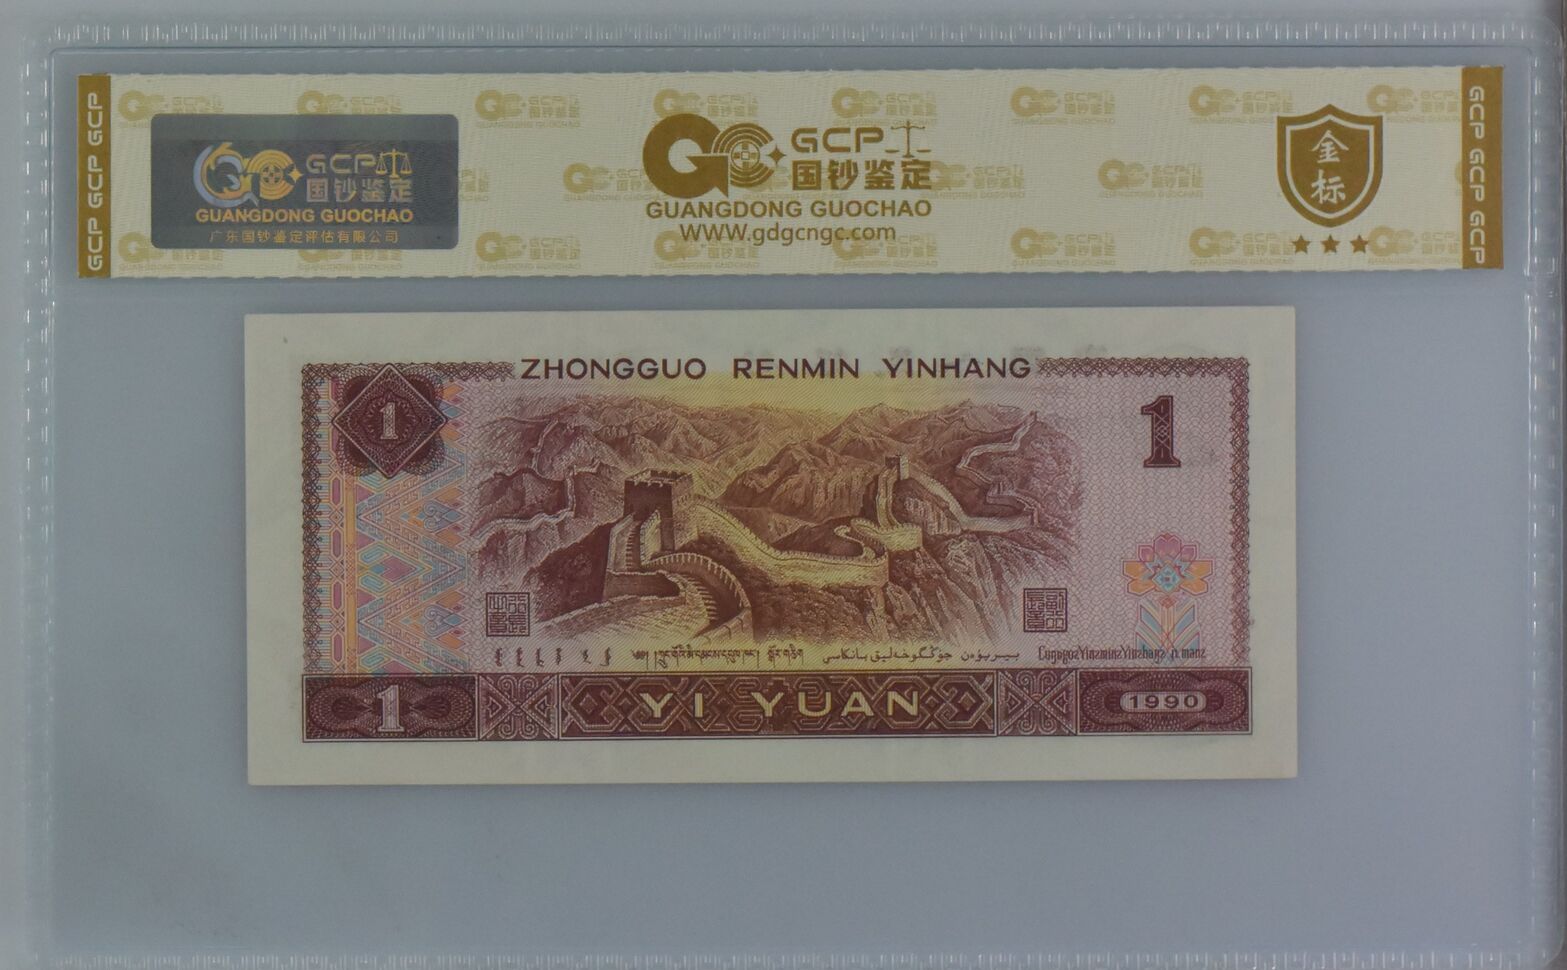 GCP GCP GCP
GCP
国钞鉴定
GUANGDONG GUOCHAO
广东国钞鉴定评估有限公司
GCP
国钞鉴定
GUANGDONG GUOCHAO
WWW.gdgcngc.com
金
标
GCP GCP GCP
ZHONGGUO RENMIN YINHANG
1
1
1
YI YUAN
1990